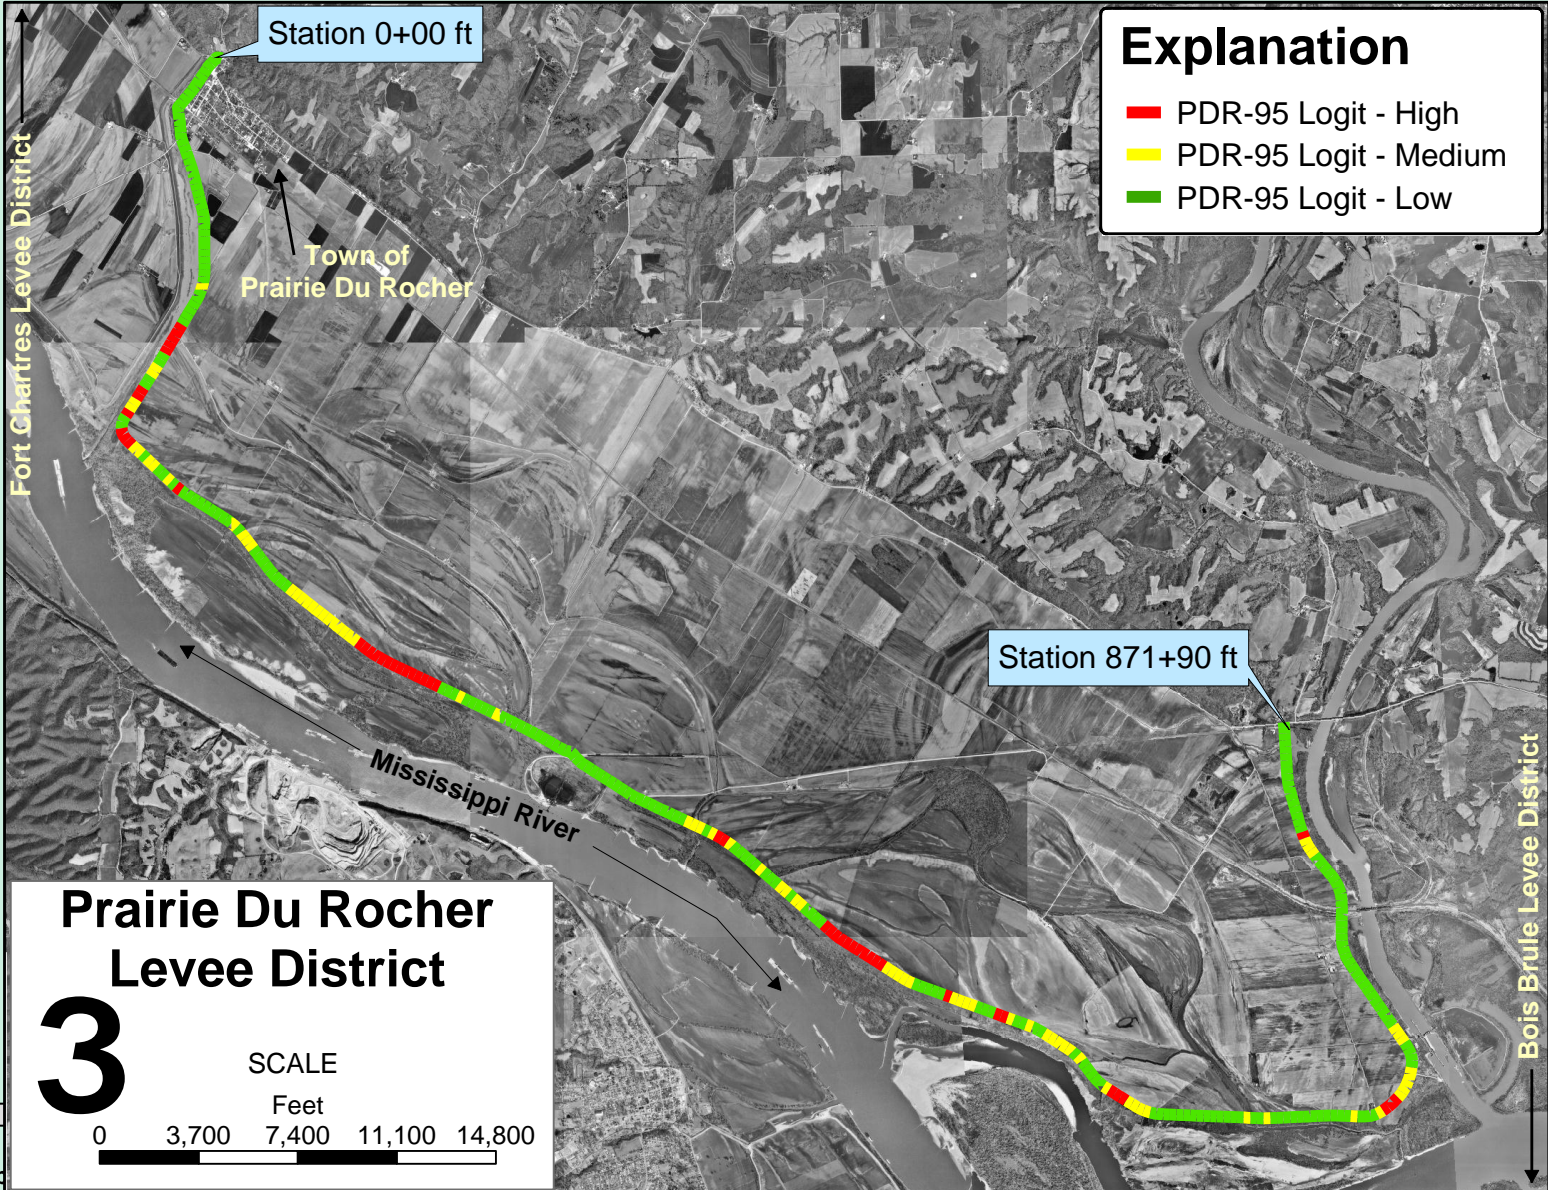 Station 0+00 ft
Explanation
PDR-95 Logit - High
PDR-95 Logit - Medium
PDR-95 Logit - Low
Fort Chartres Levee District
Town of
Prairie Du Rocher
Station 871+90 ft
Mississippi River
Bois Brule Levee District
Prairie Du Rocher
Levee District
3
SCALE
Feet
0 3,700 7,400 11,100 14,800